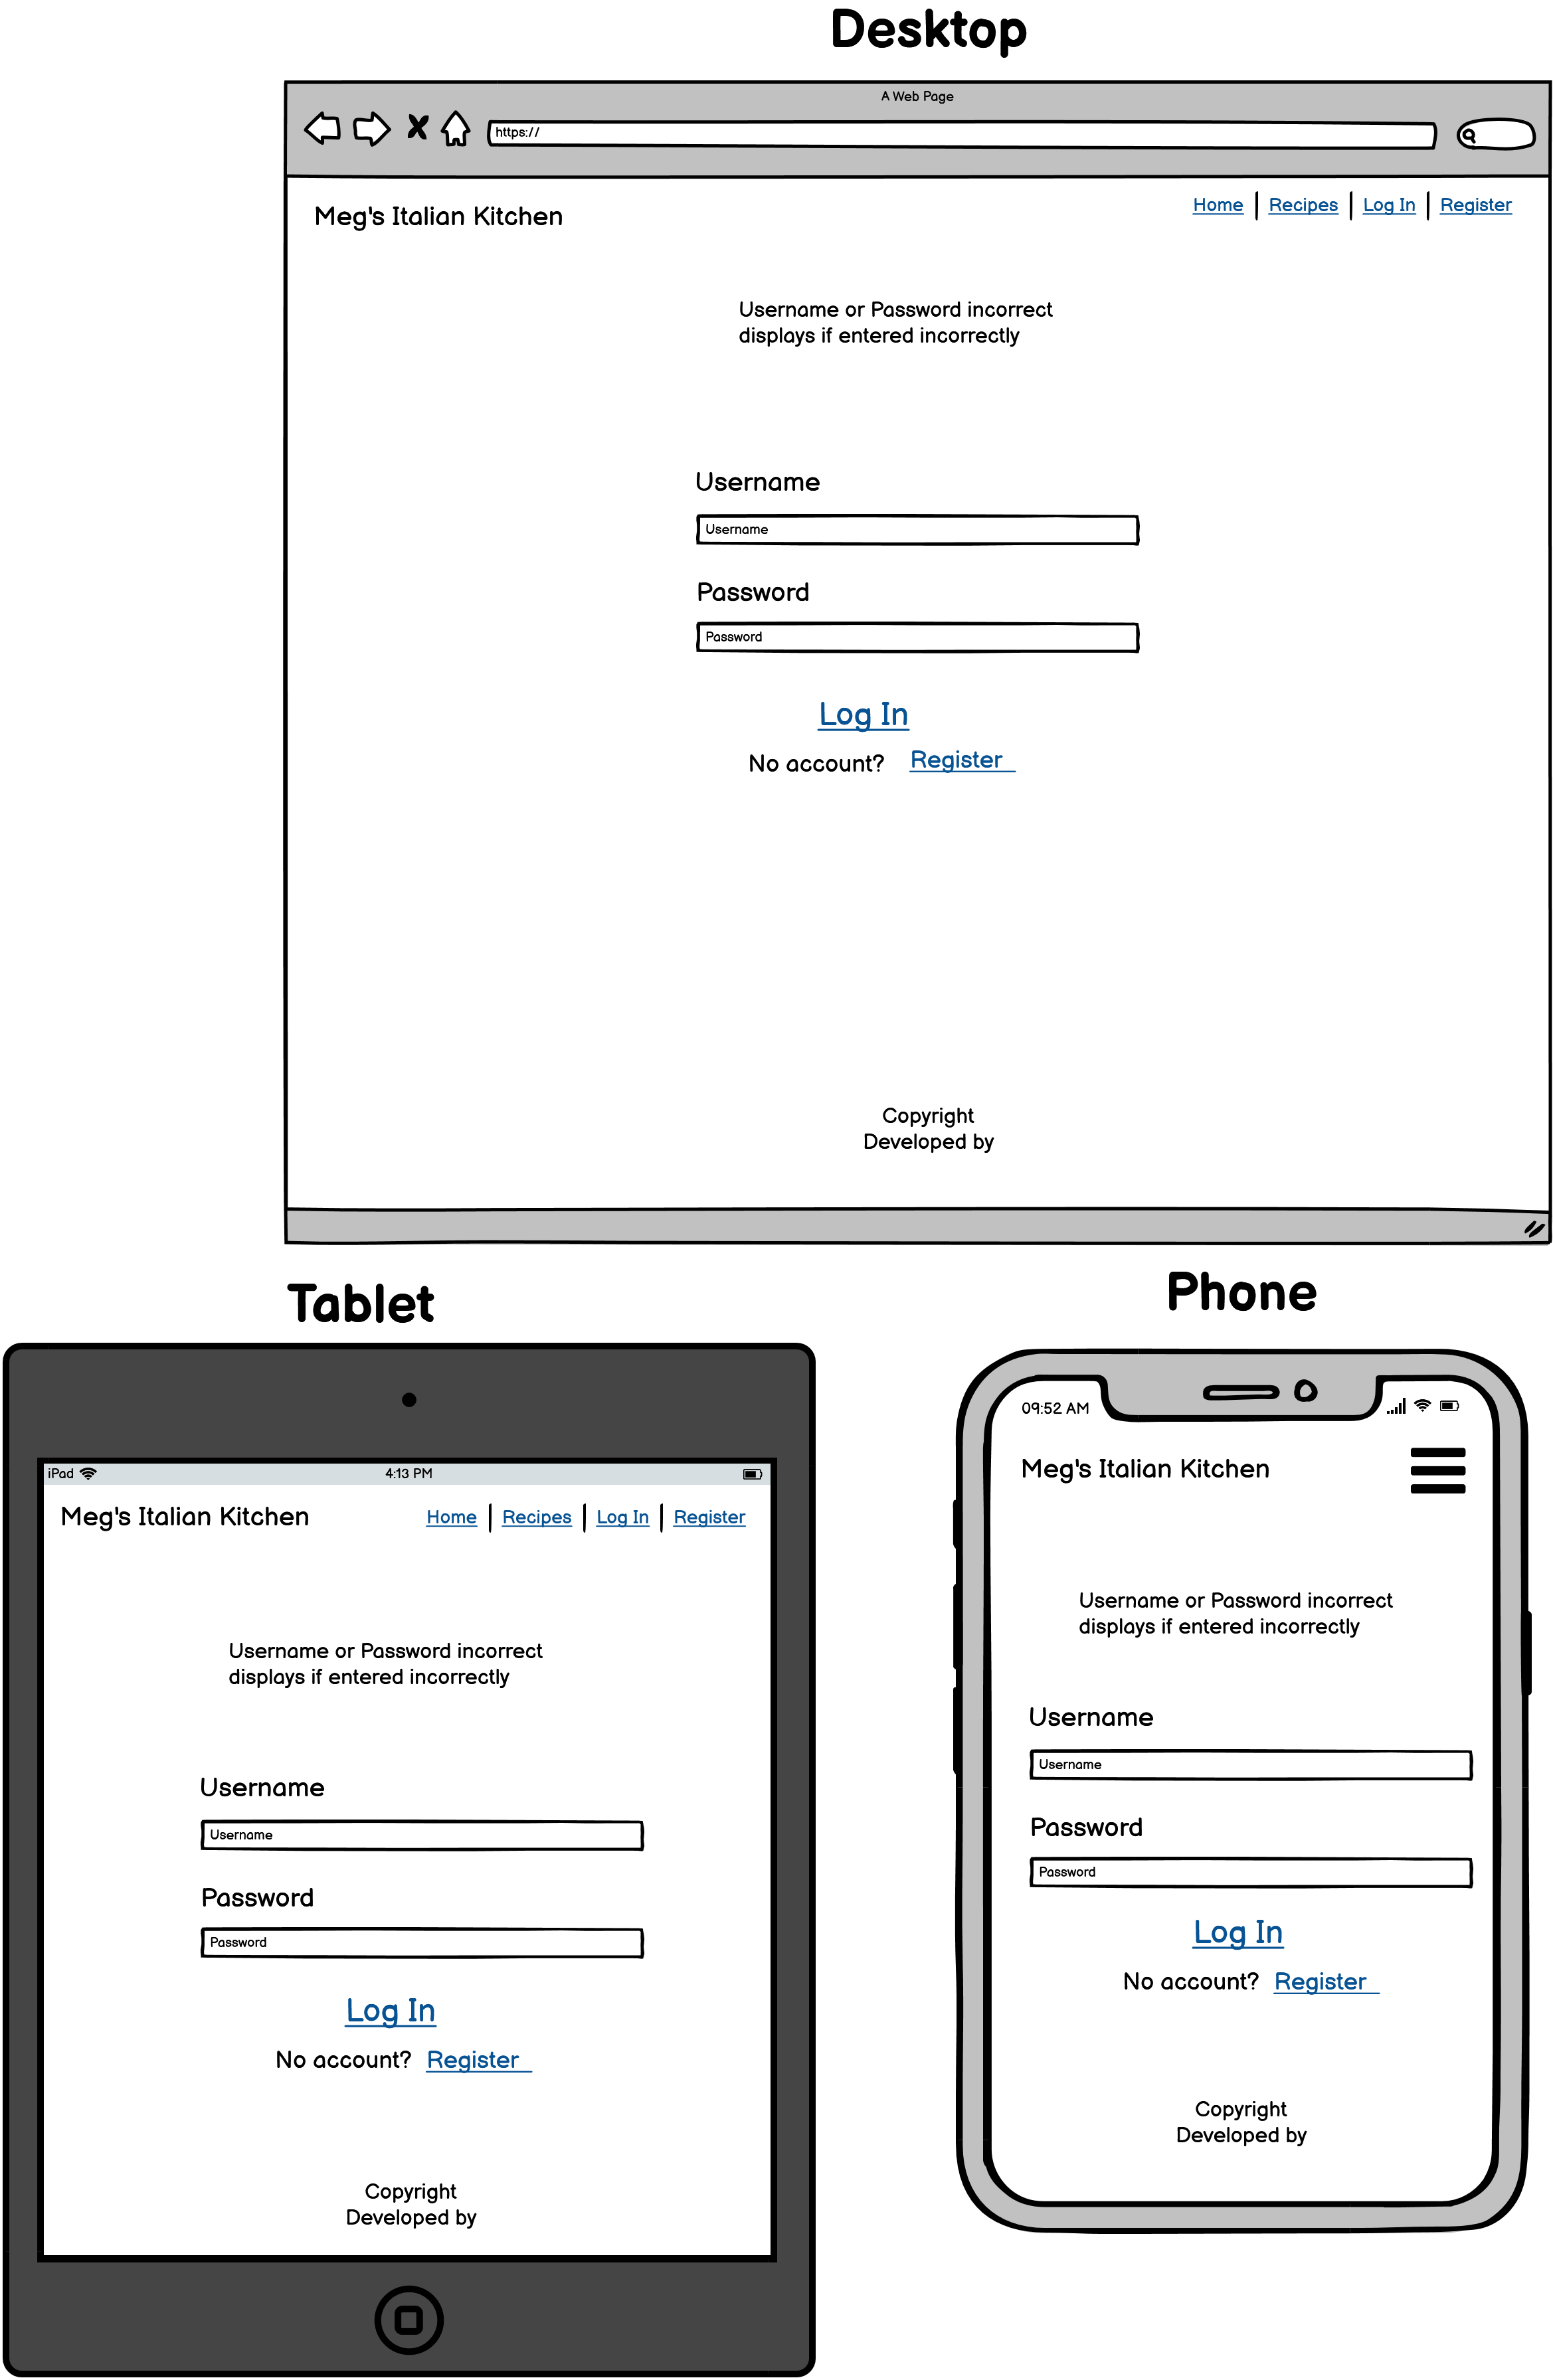 Desktop
A Web Page
https://
Meg's Italian Kitchen
Home Recipes Log In Register
Username or Password incorrect
displays if entered incorrectly
Username
Username
Password
Password
Log In
No account? Register
Copyright
Developed by
Tablet
iPad 4:13 PM
Meg's Italian Kitchen Home Recipes Log In Register
Username or Password incorrect
displays if entered incorrectly
Username
Username
Password
Password
Log In
No account? Register
Copyright
Developed by
Phone
09:52 AM
Meg's Italian Kitchen
Username or Password incorrect
displays if entered incorrectly
Username
Username
Password
Password
Log In
No account? Register
Copyright
Developed by